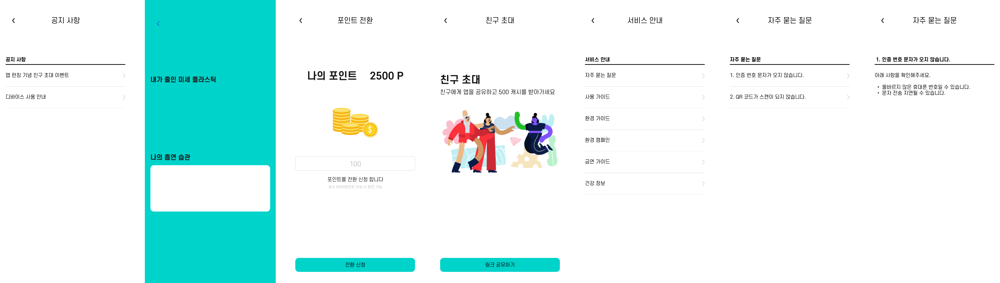 공지 사항
공지 사항
앱 런칭 기념 친구 초대 이벤트
디바이스 사용 안내
내가 줄인 미세 플라스틱
나의 흡연 습관
포인트 전환
나의 포인트 2500 P
100
포인트를 전환 신청 합니다
최소 5000포인트 이상 시 환전 가능
전환 신청
친구 초대
친구 초대
친구에게 앱을 공유하고 500 캐시를 받아가세요
링크 공유하기
서비스 안내
서비스 안내
자주 묻는 질문
사용 가이드
환경 가이드
환경 캠페인
금연 가이드
건강 정보
자주 묻는 질문
자주 묻는 질문
1. 인증 번호 문자가 오지 않습니다.
2. QR 코드가 스캔이 되지 않습니다.
자주 묻는 질문
1. 인증 번호 문자가 오지 않습니다.
아래 사항을 확인해주세요.
• 올바르지 않은 휴대폰 번호일 수 있습니다.
• 문자 전송 지연될 수 있습니다.